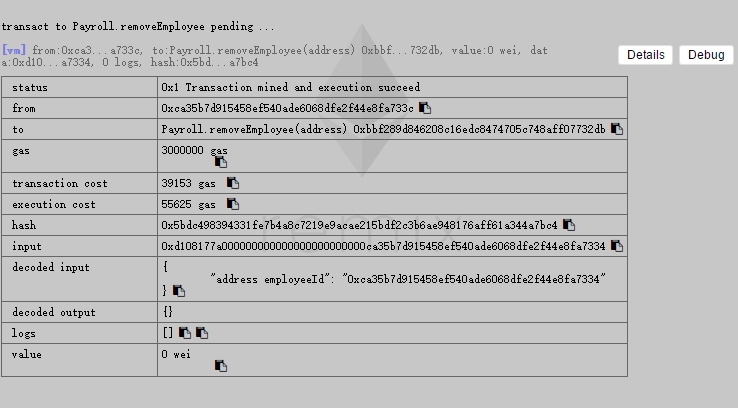 transact to Payroll.removeEmployee pending ...
[vm] from:0xca3...a733c, to:Payroll.removeEmployee(address) 0xbbf...732db, value:0 wei, dat
a:0xd10...a7334, 0 logs, hash:0x5bd...a7bc4
Details Debug
status 0x1 Transaction mined and execution succeed
from 0xca35b7d915458ef540ade6068dfe2f44e8fa733c
to Payroll.removeEmployee(address) 0xbbf289d846208c16edc8474705c748aff07732db
gas 3000000 gas
transaction cost 39153 gas
execution cost 55625 gas
hash 0x5bdc498394331fe7b4a8c7219e9acae215bdf2c3b6ae948176aff61a344a7bc4
input 0xd108177a000000000000000000000000ca35b7d915458ef540ade6068dfe2f44e8fa7334
decoded input {
"address employeeId": "0xca35b7d915458ef540ade6068dfe2f44e8fa7334"
}
decoded output {}
logs []
value 0 wei